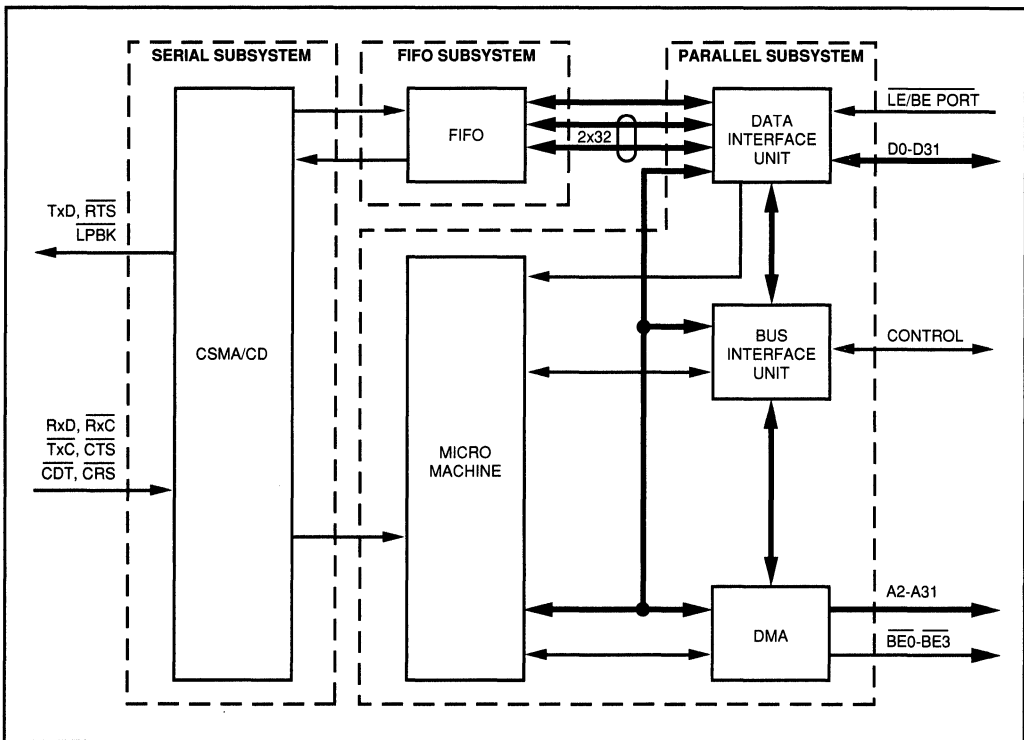 SERIAL SUBSYSTEM
FIFO SUBSYSTEM
PARALLEL SUBSYSTEM
FIFO
2x32
DATA
INTERFACE
UNIT
LE/BE PORT
D0-D31
TxD, RTS
LPBK
CSMA/CD
BUS
INTERFACE
UNIT
CONTROL
RxD, RxC
TxC, CTS
CDT, CRS
MICRO
MACHINE
DMA
A2-A31
BE0-BE3